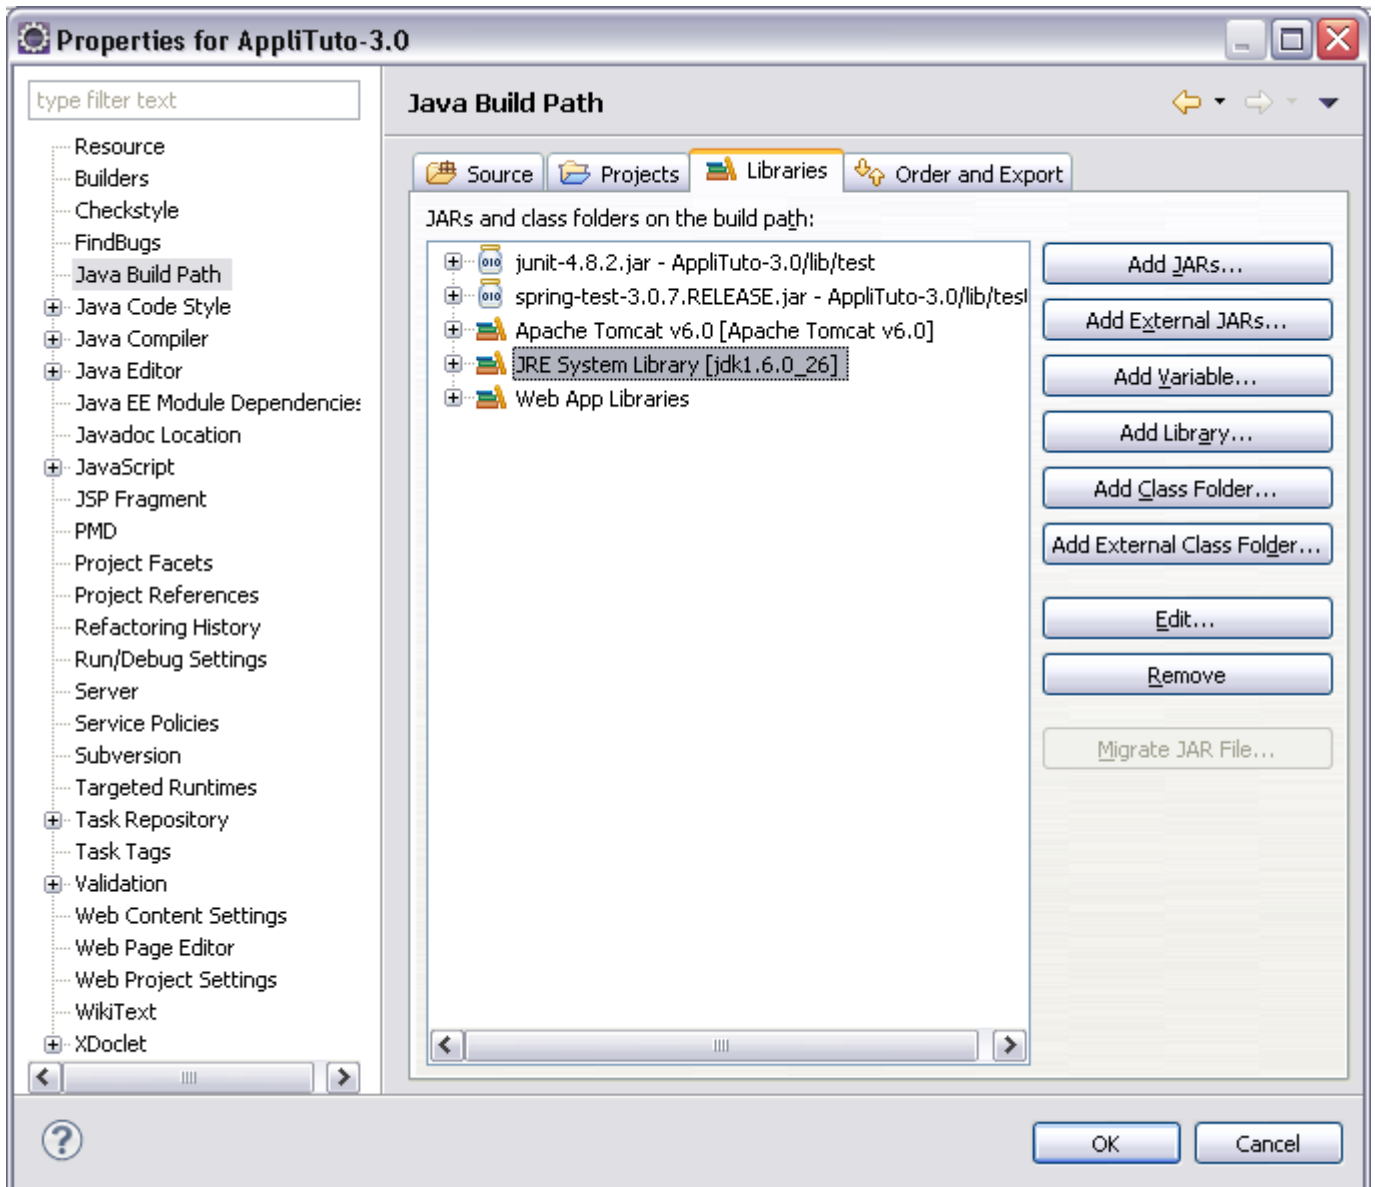 Properties for AppliTuto-3.0
type filter text
Resource
Builders
Checkstyle
FindBugs
Java Build Path
Java Code Style
Java Compiler
Java Editor
Java EE Module Dependencies
Javadoc Location
JavaScript
JSP Fragment
PMD
Project Facets
Project References
Refactoring History
Run/Debug Settings
Server
Service Policies
Subversion
Targeted Runtimes
Task Repository
Task Tags
Validation
Web Content Settings
Web Page Editor
Web Project Settings
WikiText
XDoclet
Java Build Path
Source Projects Libraries Order and Export
JARs and class folders on the build path:
010 junit-4.8.2.jar - AppliTuto-3.0/lib/test
010 spring-test-3.0.7.RELEASE.jar - AppliTuto-3.0/lib/test
Apache Tomcat v6.0 [Apache Tomcat v6.0]
JRE System Library [jdk1.6.0_26]
Web App Libraries
Add JARs...
Add External JARs...
Add Variable...
Add Library...
Add Class Folder...
Add External Class Folder...
Edit...
Remove
Migrate JAR File...
?
OK Cancel